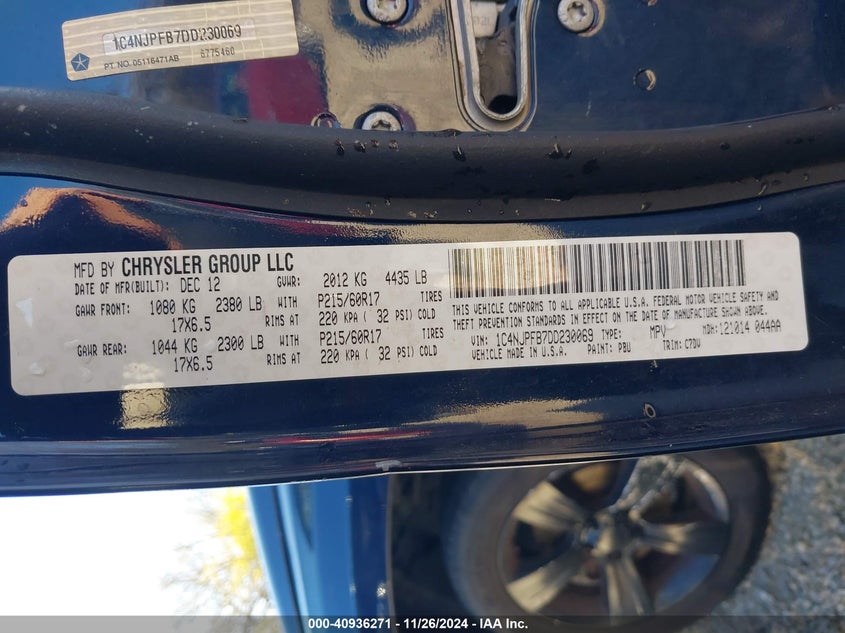 1C4NJPFB7DD230069
PT. NO. 05116471AB 6775460
MFD BY CHRYSLER GROUP LLC
DATE OF MFR(BUILT): DEC 12 GVWR: 2012 KG 4435 LB
GAWR FRONT: 1080 KG 2380 LB WITH P215/60R17 TIRES
17X6.5 RIMS AT 220 KPA ( 32 PSI) COLD
GAWR REAR: 1044 KG 2300 LB WITH P215/60R17 TIRES
17X6.5 RIMS AT 220 KPA ( 32 PSI) COLD
THIS VEHICLE CONFORMS TO ALL APPLICABLE U.S.A. FEDERAL MOTOR VEHICLE SAFETY AND
THEFT PREVENTION STANDARDS IN EFFECT ON THE DATE OF MANUFACTURE SHOWN ABOVE.
VIN: 1C4NJPFB7DD230069 TYPE: MPV MDH: 121014 044AA
VEHICLE MADE IN U.S.A. PAINT: PBU TRIM: C7DV
000-40936271 - 11/26/2024 - IAA Inc.